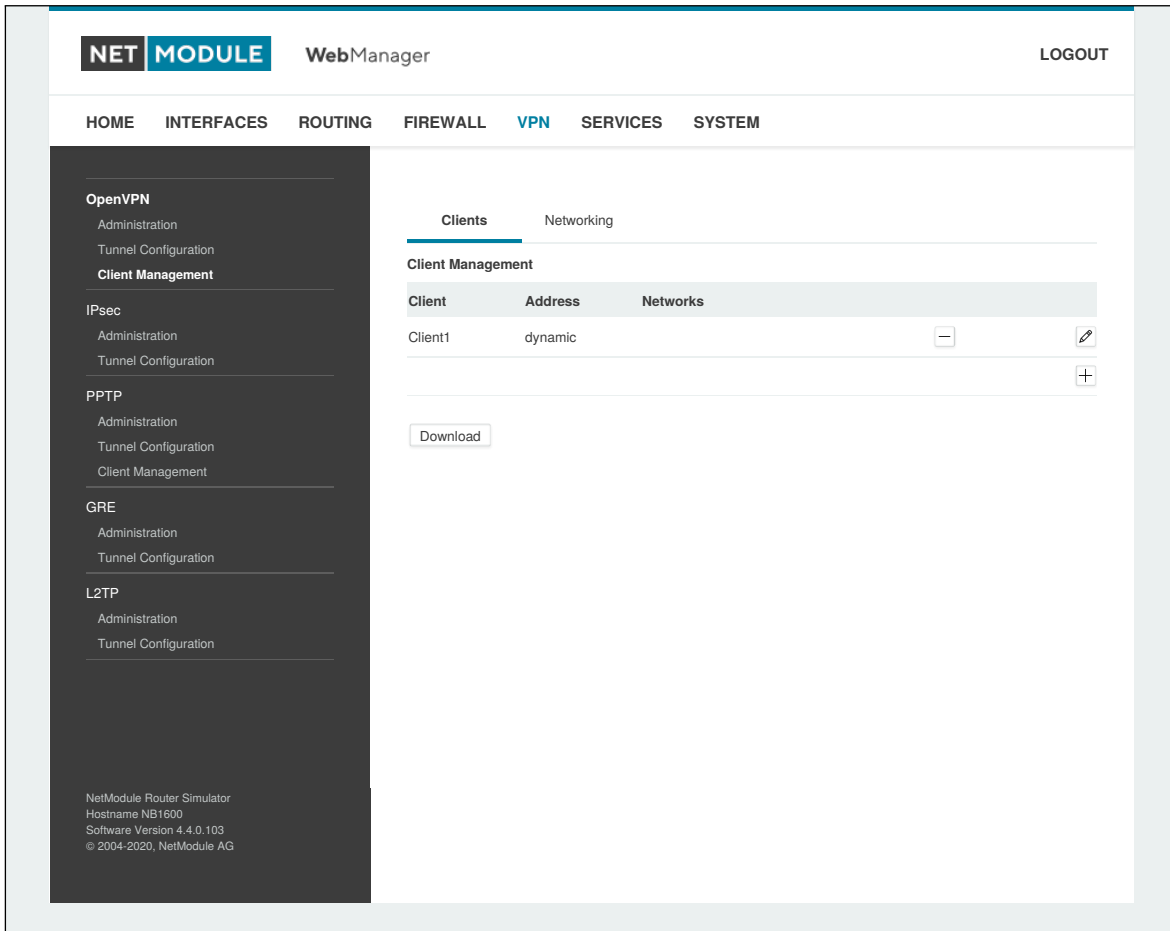 NET MODULE WebManager LOGOUT
HOME INTERFACES ROUTING FIREWALL VPN SERVICES SYSTEM
OpenVPN
Administration
Tunnel Configuration
Client Management
IPsec
Administration
Tunnel Configuration
PPTP
Administration
Tunnel Configuration
Client Management
GRE
Administration
Tunnel Configuration
L2TP
Administration
Tunnel Configuration
NetModule Router Simulator
Hostname NB1600
Software Version 4.4.0.103
© 2004-2020, NetModule AG
Clients Networking
Client Management
Client Address Networks
Client1 dynamic
Download